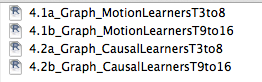 4.1a_Graph_MotionLearnersT3to8
4.1b_Graph_MotionLearnersT9to16
4.2a_Graph_CausalLearnersT3to8
4.2b_Graph_CausalLearnersT9to16